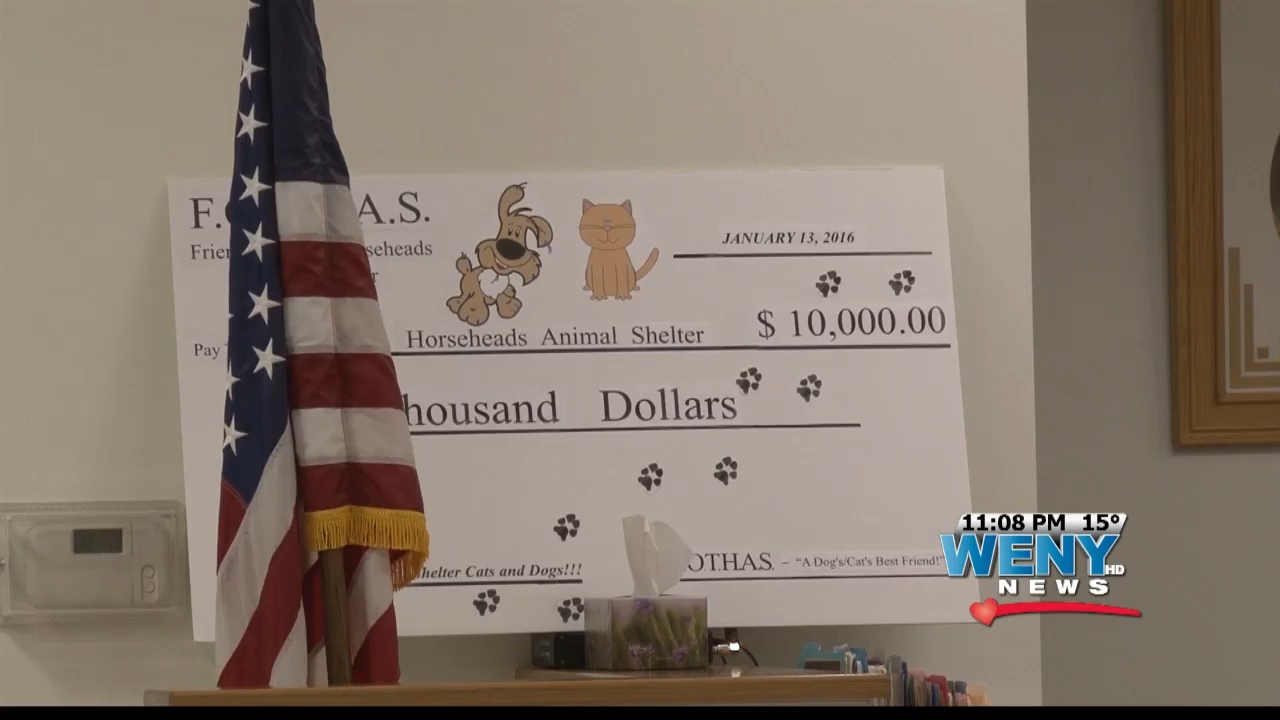 F. A.S.
Frien seheads
r
JANUARY 13, 2016
Pay Horseheads Animal Shelter $ 10,000.00
housand Dollars
helter Cats and Dogs!!! OTHAS. – "A Dog's/Cat's Best Friend!"
11:08 PM 15°
WENY HD
NEWS